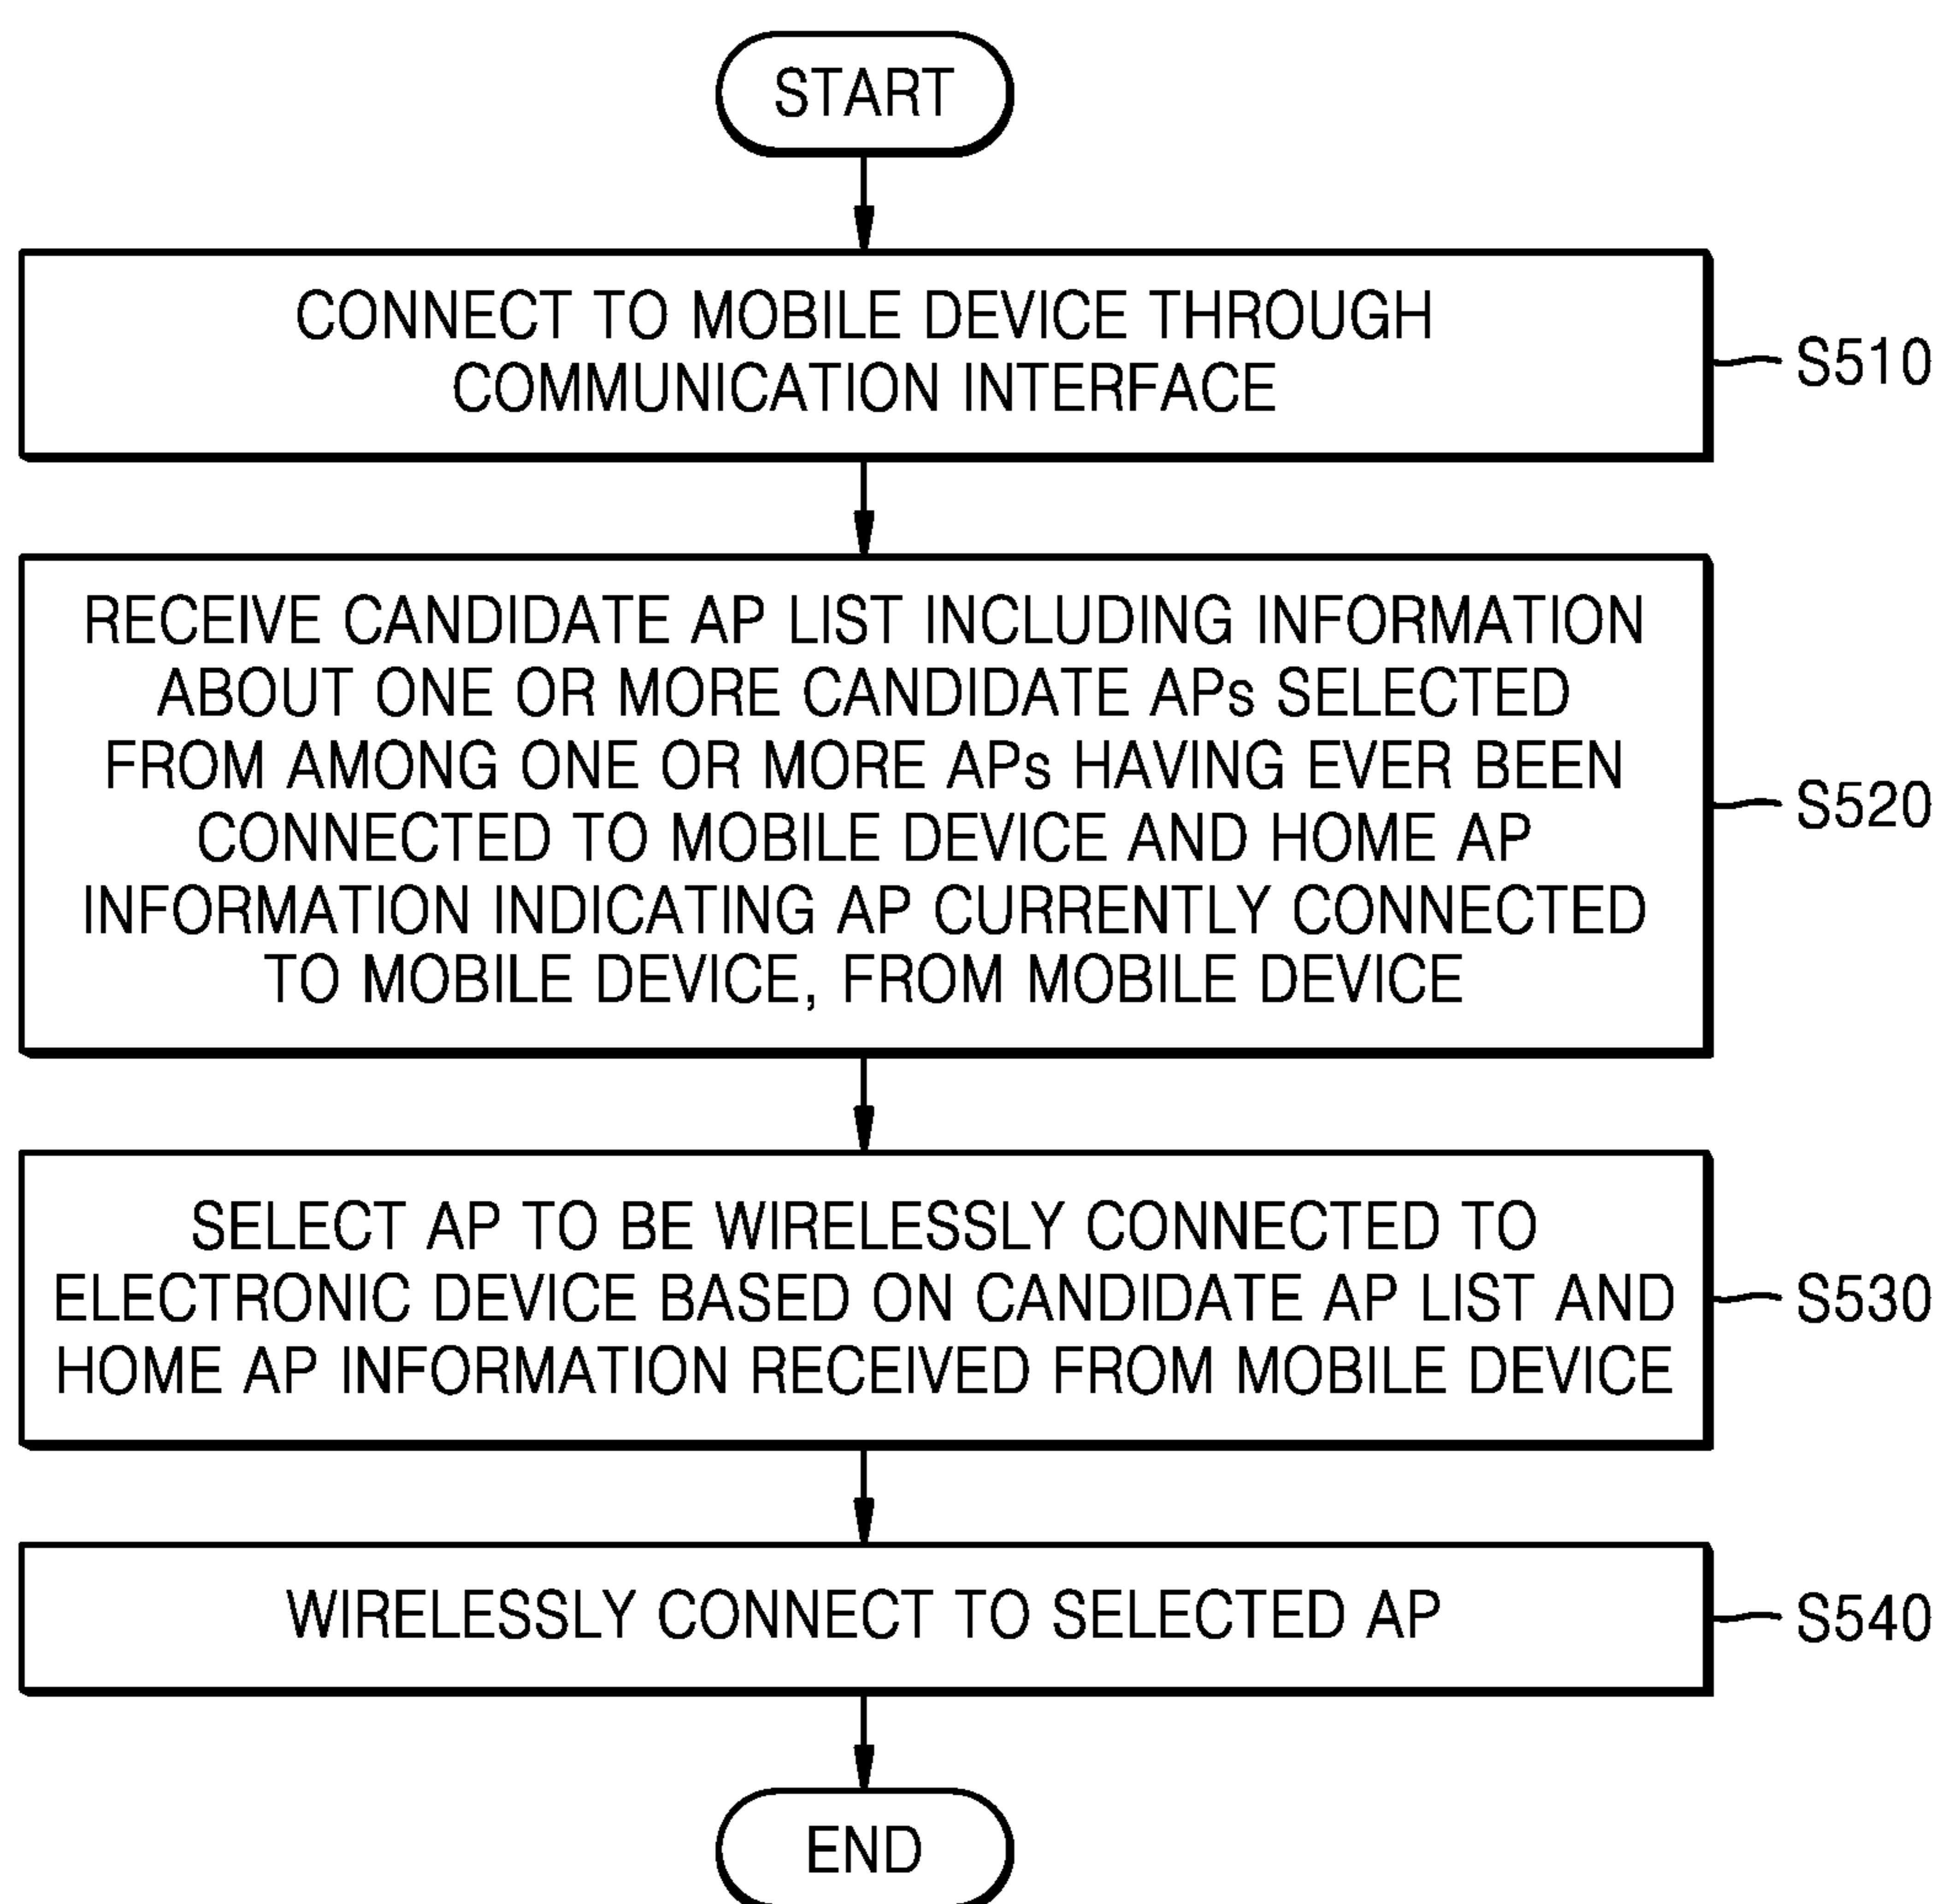 START
CONNECT TO MOBILE DEVICE THROUGH
COMMUNICATION INTERFACE
S510
RECEIVE CANDIDATE AP LIST INCLUDING INFORMATION
ABOUT ONE OR MORE CANDIDATE APs SELECTED
FROM AMONG ONE OR MORE APs HAVING EVER BEEN
CONNECTED TO MOBILE DEVICE AND HOME AP
INFORMATION INDICATING AP CURRENTLY CONNECTED
TO MOBILE DEVICE, FROM MOBILE DEVICE
S520
SELECT AP TO BE WIRELESSLY CONNECTED TO
ELECTRONIC DEVICE BASED ON CANDIDATE AP LIST AND
HOME AP INFORMATION RECEIVED FROM MOBILE DEVICE
S530
WIRELESSLY CONNECT TO SELECTED AP
S540
END